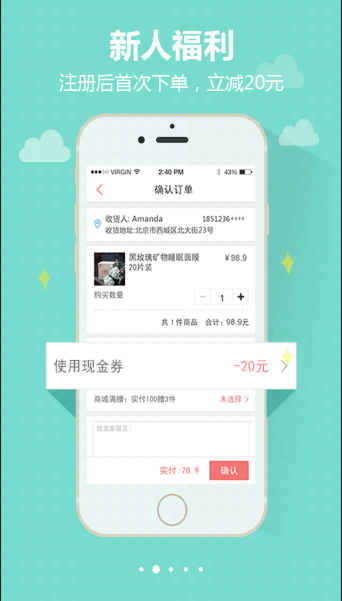 新人福利
注册后首次下单，立减20元
VIRGIN 2:40 PM 43%
确认订单
收货人: Amanda 1851236****
收货地址:北京市西城区北大街23号
黑玫瑰矿物睡眠面膜 ￥98.9
20片装
购买数量 — 1 +
共1件商品 合计: 98.9元
使用现金券 -20元
商城满赠: 实付100赠3件 未选择
给卖家留言:
实付: 78.9 确认